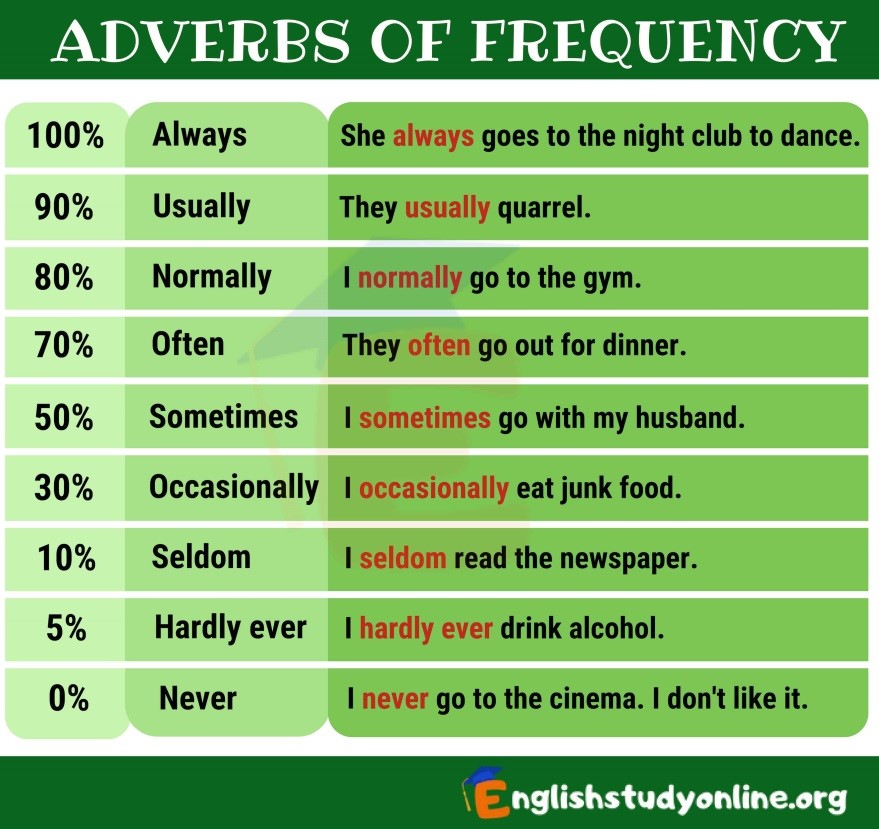 ADVERBS OF FREQUENCY
100% Always She always goes to the night club to dance.
90% Usually They usually quarrel.
80% Normally I normally go to the gym.
70% Often They often go out for dinner.
50% Sometimes I sometimes go with my husband.
30% Occasionally I occasionally eat junk food.
10% Seldom I seldom read the newspaper.
5% Hardly ever I hardly ever drink alcohol.
0% Never I never go to the cinema. I don't like it.
Englishstudyonline.org